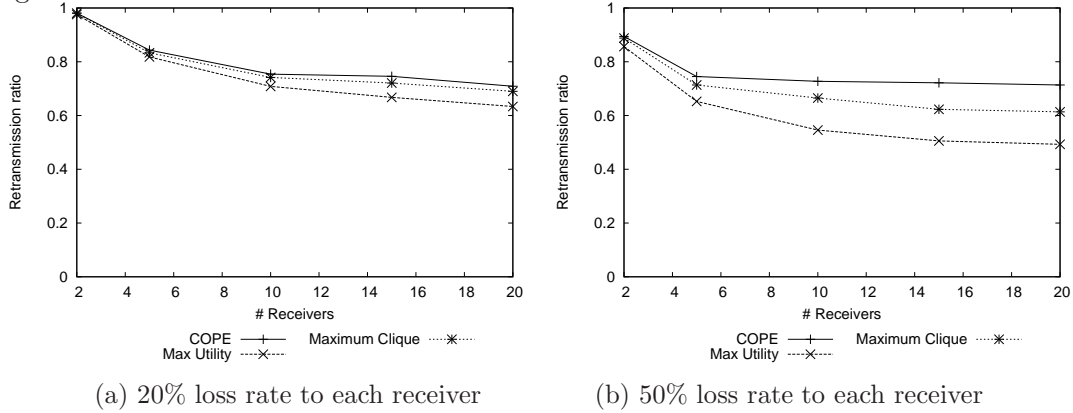 1
0.8
0.6
0.4
0.2
0
Retransmission ratio
2 4 6 8 10 12 14 16 18 20
# Receivers
COPE Maximum Clique
Max Utility
(a) 20% loss rate to each receiver
1
0.8
0.6
0.4
0.2
0
Retransmission ratio
2 4 6 8 10 12 14 16 18 20
# Receivers
COPE Maximum Clique
Max Utility
(b) 50% loss rate to each receiver